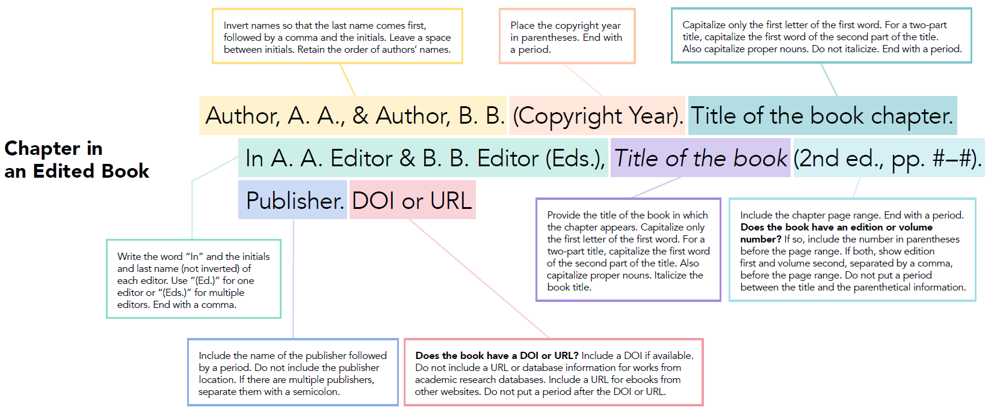 Invert names so that the last name comes first,
followed by a comma and the initials. Leave a space
between initials. Retain the order of authors’ names.
Place the copyright year
in parentheses. End with
a period.
Capitalize only the first letter of the first word. For a two-part
title, capitalize the first word of the second part of the title.
Also capitalize proper nouns. Do not italicize. End with a period.
Chapter in
an Edited Book
Author, A. A., & Author, B. B. (Copyright Year). Title of the book chapter.
In A. A. Editor & B. B. Editor (Eds.), Title of the book (2nd ed., pp. #–#).
Publisher. DOI or URL
Write the word “In” and the initials
and last name (not inverted) of
each editor. Use “(Ed.)” for one
editor or “(Eds.)” for multiple
editors. End with a comma.
Provide the title of the book in which
the chapter appears. Capitalize only
the first letter of the first word. For a
two-part title, capitalize the first word
of the second part of the title. Also
capitalize proper nouns. Italicize the
book title.
Include the chapter page range. End with a period.
Does the book have an edition or volume
number? If so, include the number in parentheses
before the page range. If both, show edition
first and volume second, separated by a comma,
before the page range. Do not put a period
between the title and the parenthetical information.
Include the name of the publisher followed
by a period. Do not include the publisher
location. If there are multiple publishers,
separate them with a semicolon.
Does the book have a DOI or URL? Include a DOI if available.
Do not include a URL or database information for works from
academic research databases. Include a URL for ebooks from
other websites. Do not put a period after the DOI or URL.